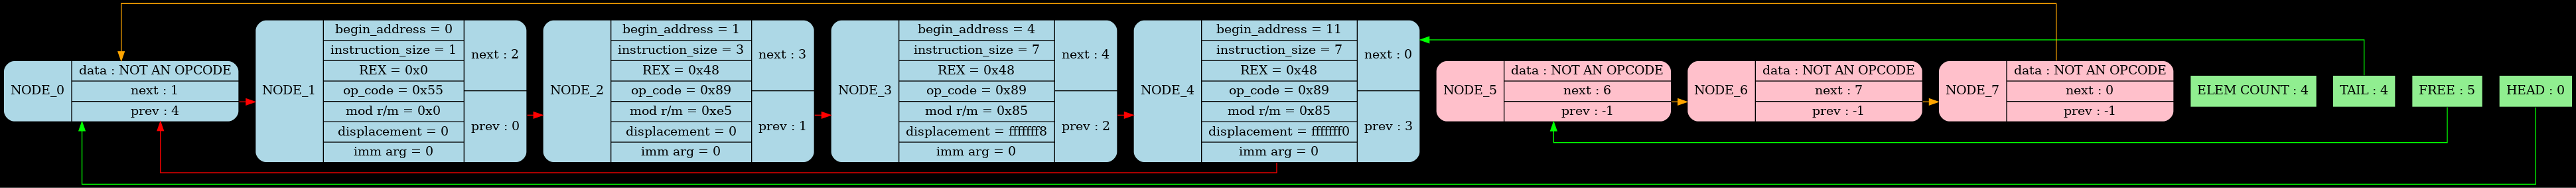 NODE_0
data : NOT AN OPCODE
next : 1
prev : 4
NODE_1
begin_address = 0
instruction_size = 1
REX = 0x0
op_code = 0x55
mod r/m = 0x0
displacement = 0
imm arg = 0
next : 2
prev : 0
NODE_2
begin_address = 1
instruction_size = 3
REX = 0x48
op_code = 0x89
mod r/m = 0xe5
displacement = 0
imm arg = 0
next : 3
prev : 1
NODE_3
begin_address = 4
instruction_size = 7
REX = 0x48
op_code = 0x89
mod r/m = 0x85
displacement = fffffff8
imm arg = 0
next : 4
prev : 2
NODE_4
begin_address = 11
instruction_size = 7
REX = 0x48
op_code = 0x89
mod r/m = 0x85
displacement = fffffff0
imm arg = 0
next : 0
prev : 3
NODE_5
data : NOT AN OPCODE
next : 6
prev : -1
NODE_6
data : NOT AN OPCODE
next : 7
prev : -1
NODE_7
data : NOT AN OPCODE
next : 0
prev : -1
ELEM COUNT : 4
TAIL : 4
FREE : 5
HEAD : 0